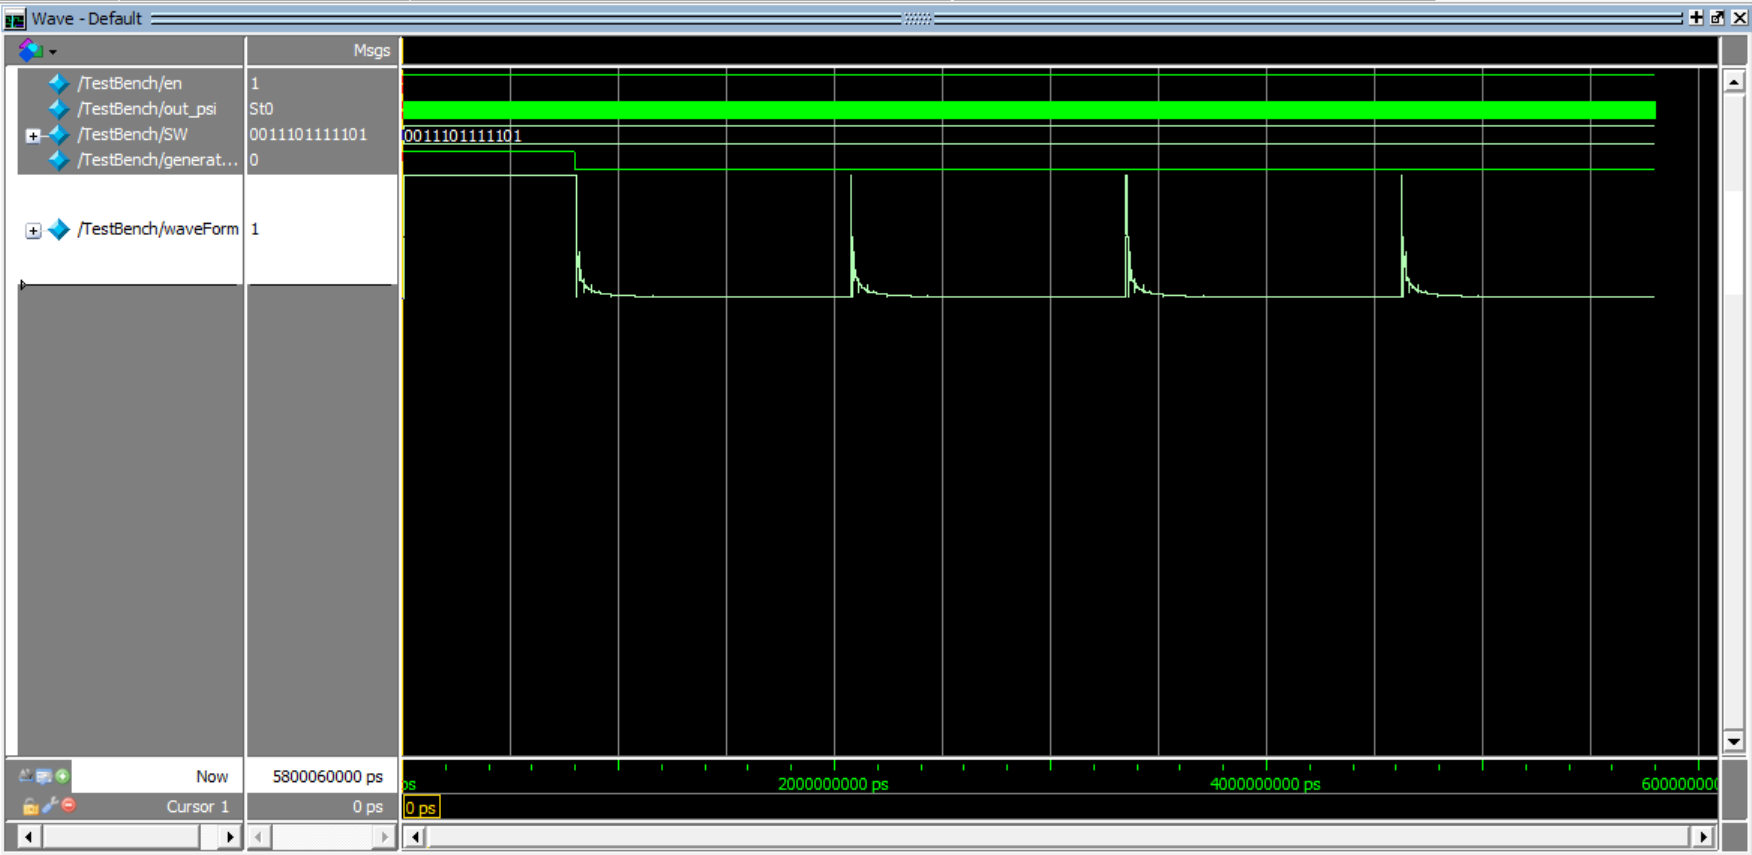 Wave - Default
Msgs
/TestBench/en 1
/TestBench/out_psi St0
/TestBench/SW 0011101111101 0011101111101
/TestBench/generat... 0
/TestBench/waveForm 1
Now 5800060000 ps ps 2000000000 ps 4000000000 ps 600000000
Cursor 1 0 ps 0 ps